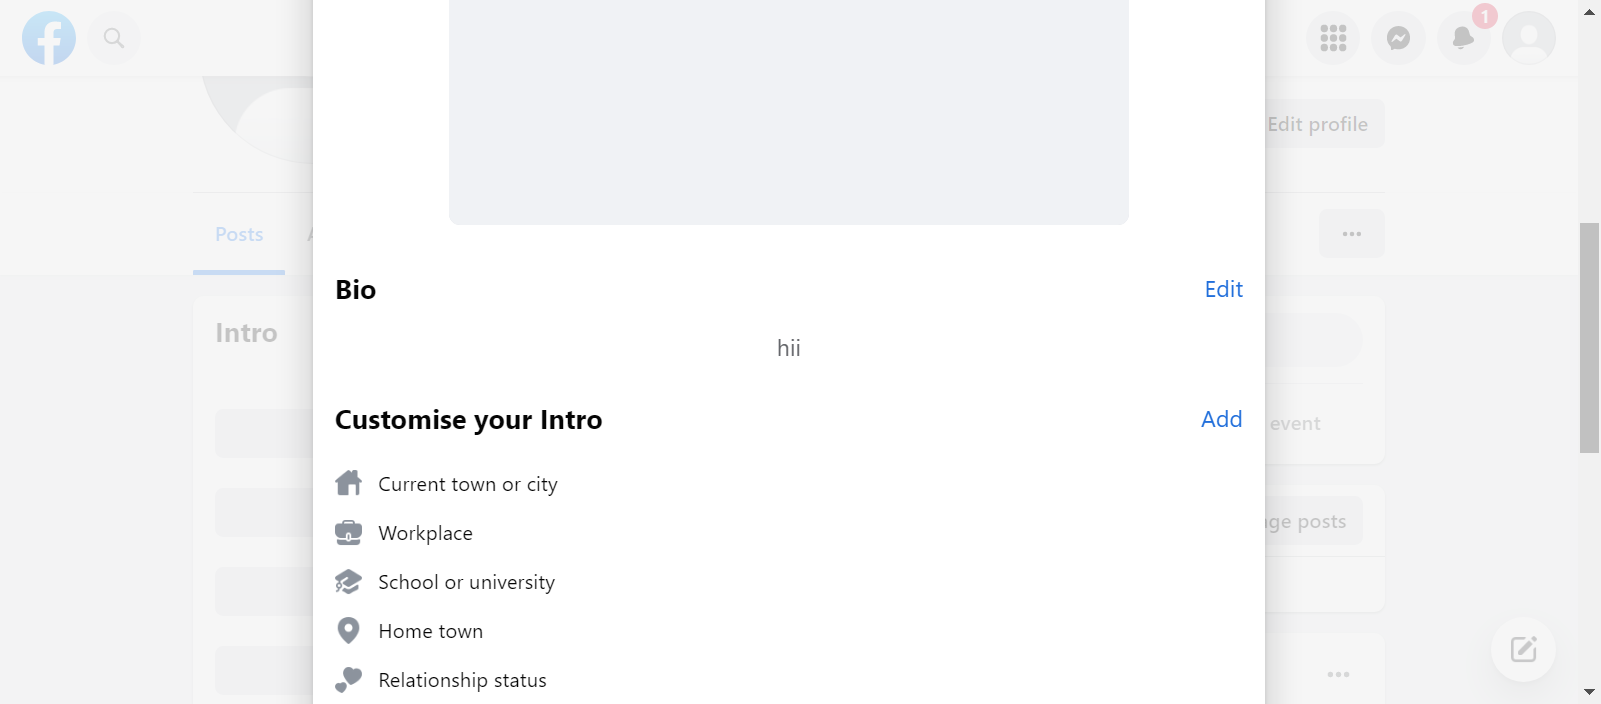 1
Edit profile
Posts
Intro
Bio
Edit
hii
Customise your Intro
Add
event
Current town or city
posts
Workplace
School or university
Home town
Relationship status